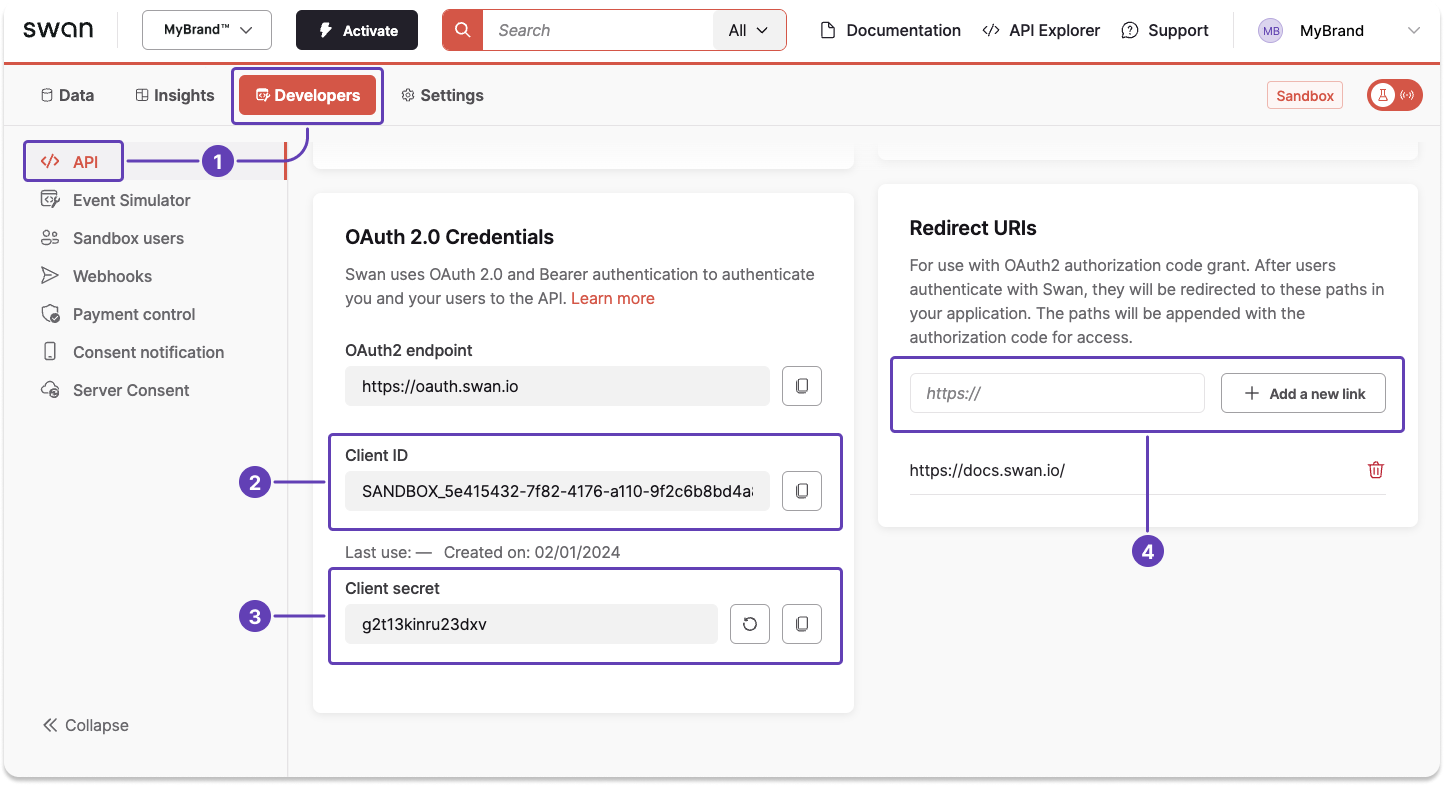 swan
MyBrand™
Activate
Search
All
Documentation
API Explorer
Support
MB
MyBrand
Data
Insights
Developers
Settings
Sandbox
API
1
Event Simulator
Sandbox users
Webhooks
Payment control
Consent notification
Server Consent
Collapse
OAuth 2.0 Credentials
Swan uses OAuth 2.0 and Bearer authentication to authenticate
you and your users to the API. Learn more
OAuth2 endpoint
https://oauth.swan.io
2
Client ID
SANDBOX_5e415432-7f82-4176-a110-9f2c6b8bd4a
Last use: — Created on: 02/01/2024
3
Client secret
g2t13kinru23dxv
Redirect URIs
For use with OAuth2 authorization code grant. After users
authenticate with Swan, they will be redirected to these paths in
your application. The paths will be appended with the
authorization code for access.
https://
Add a new link
https://docs.swan.io/
4